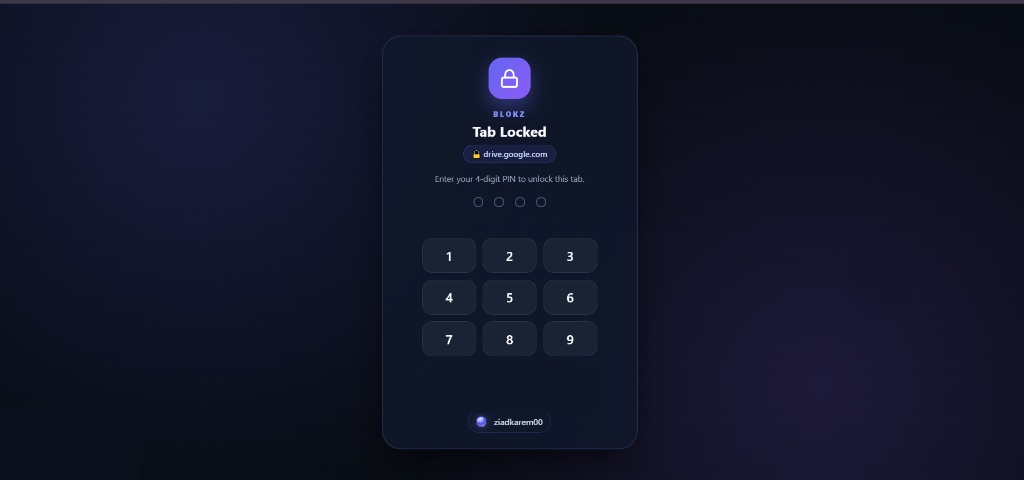 BLOKZ
Tab Locked
🔒 drive.google.com
Enter your 4-digit PIN to unlock this tab.
1 2 3
4 5 6
7 8 9
ziadkarem00